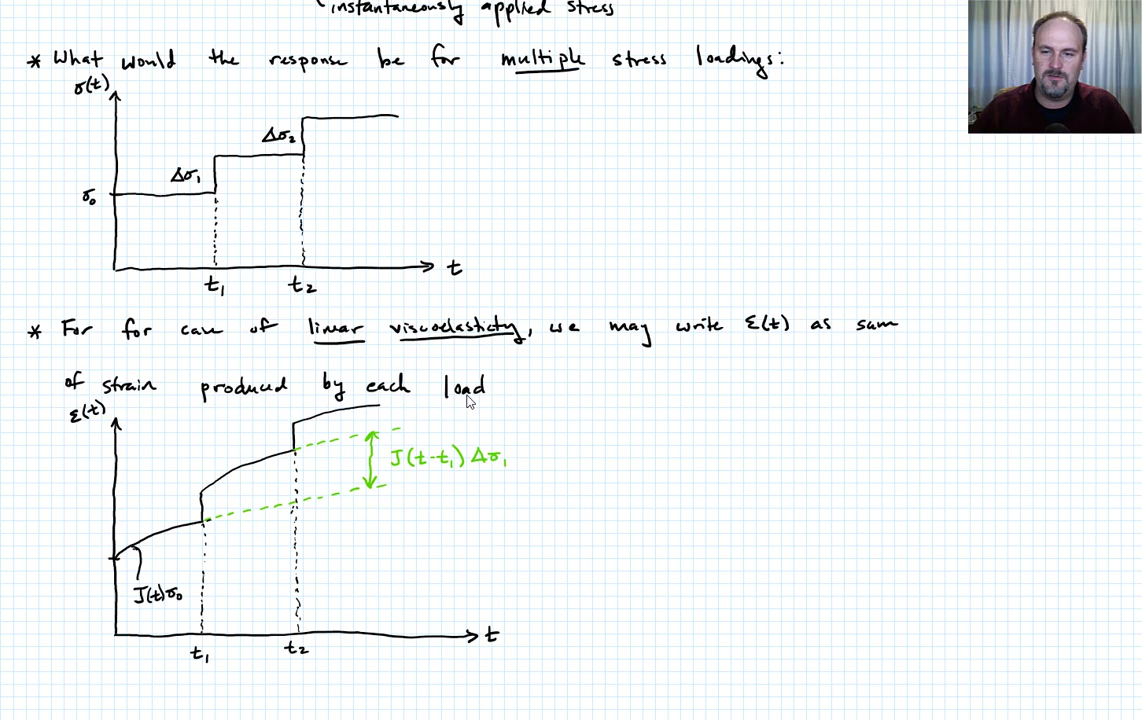 instantaneously applied stress
* What would the response be for multiple stress loadings:
σ(t)
Δσ₂
Δσ₁
σ₀
t
t₁ t₂
* For for case of linear viscoelasticty, we may write ε(t) as sum
of strain produced by each load
ε(t)
J(t-t₁) Δσ₁
J(t)σ₀
t
t₁ t₂